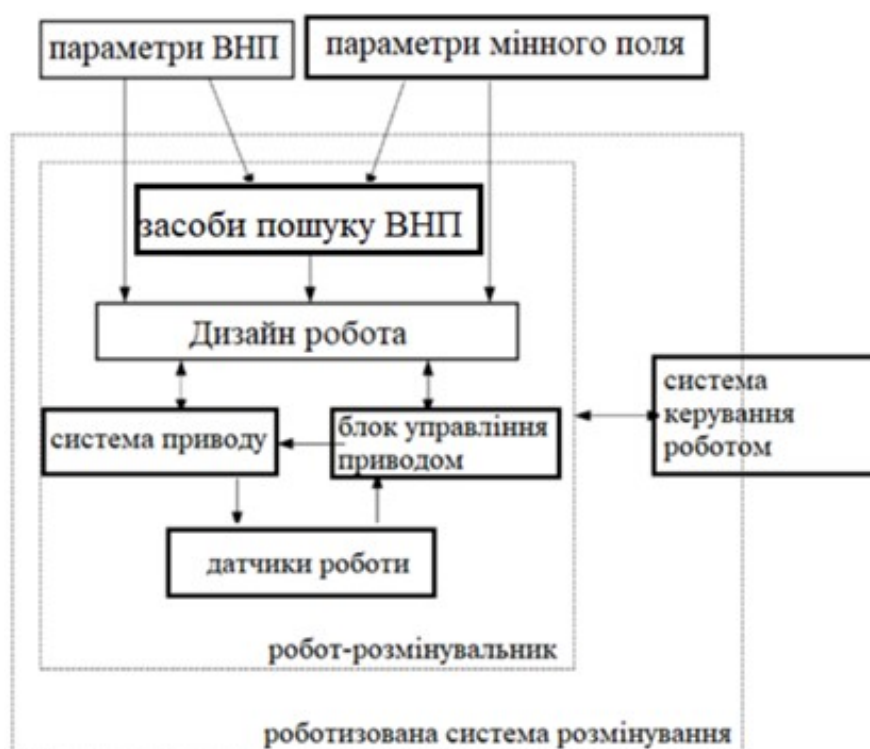 параметри ВНП
параметри мінного поля
засоби пошуку ВНП
Дизайн робота
система приводу
блок управління
приводом
система
керування
роботом
датчики роботи
робот-розмінувальник
роботизована система розмінування